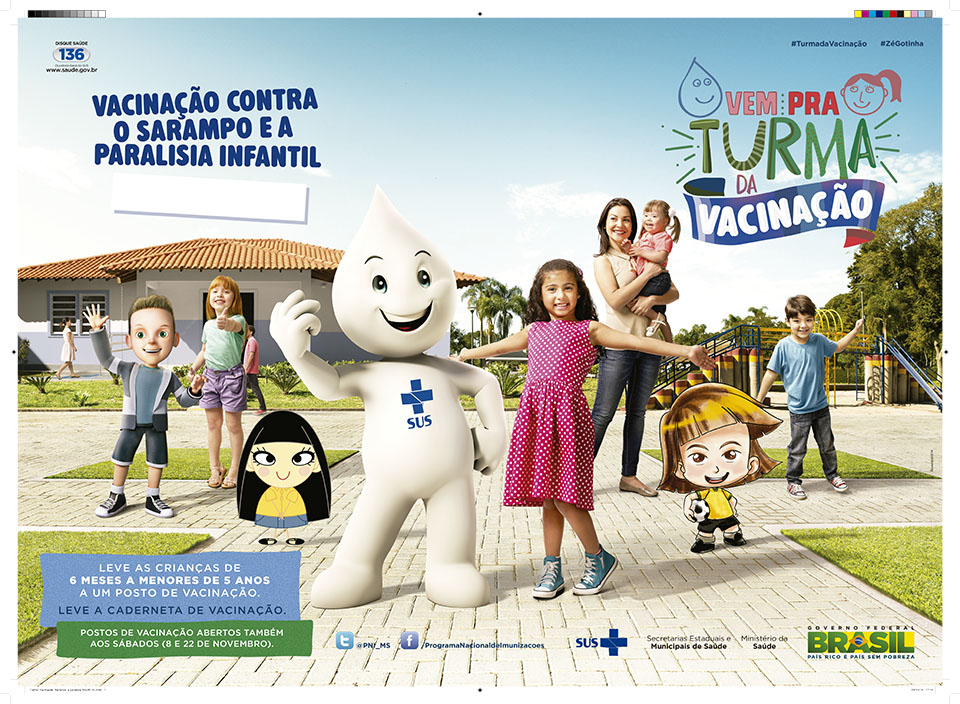 DISQUE SAÚDE
136
www.saude.gov.br
#TurmadaVacinação #ZéGotinha
VACINAÇÃO CONTRA
O SARAMPO E A
PARALISIA INFANTIL
VEM PRA
TURMA
DA
VACINAÇÃO
SUS
LEVE AS CRIANÇAS DE
6 MESES A MENORES DE 5 ANOS
A UM POSTO DE VACINAÇÃO.
LEVE A CADERNETA DE VACINAÇÃO.
POSTOS DE VACINAÇÃO ABERTOS TAMBÉM
AOS SÁBADOS (8 E 22 DE NOVEMBRO).
@PNI_MS /ProgramaNacionaldeImunizacoes
SUS
Secretarias Estaduais e
Municipais de Saúde
Ministério da
Saúde
GOVERNO FEDERAL
BRASIL
PAÍS RICO É PAÍS SEM POBREZA